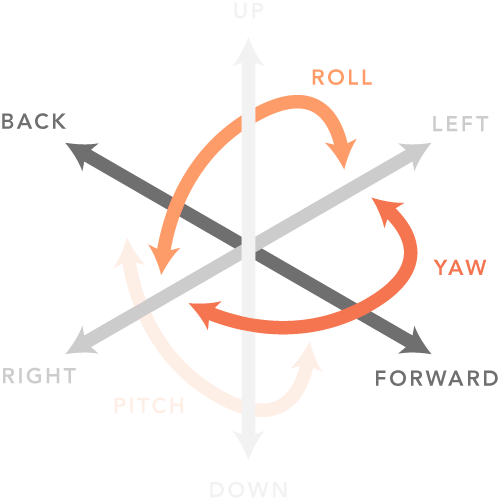 UP
ROLL
BACK
LEFT
YAW
RIGHT
FORWARD
PITCH
DOWN